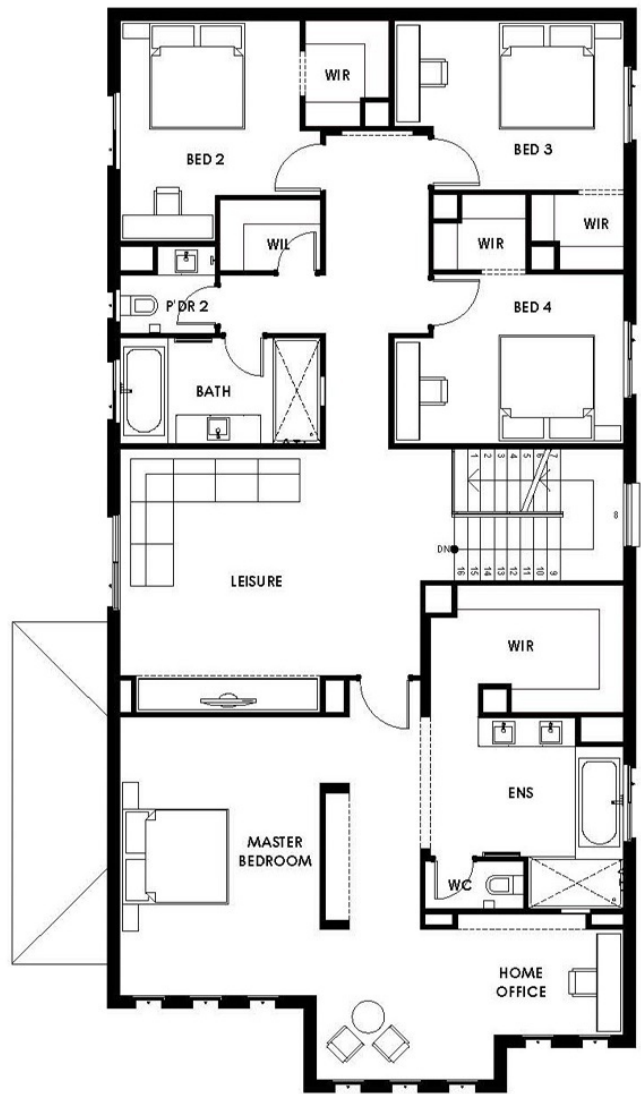 WIR
BED 2
BED 3
WIL
WIR
WIR
P'DR 2
BED 4
BATH
1 2 3 4 5 6 7
LEISURE
DN
16 15 14 13 12 11 10 9
8
WIR
ENS
MASTER
BEDROOM
WC
HOME
OFFICE